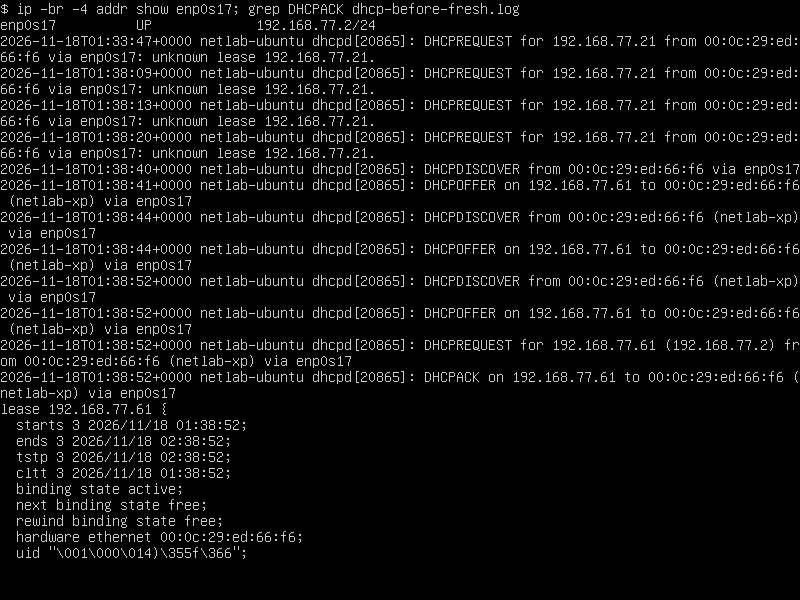 $ ip -br -4 addr show enp0s17; grep DHCPACK dhcp-before-fresh.log
enp0s17          UP             192.168.77.2/24
2026-11-18T01:33:47+0000 netlab-ubuntu dhcpd[20865]: DHCPREQUEST for 192.168.77.21 from 00:0c:29:ed:
66:f6 via enp0s17: unknown lease 192.168.77.21.
2026-11-18T01:38:09+0000 netlab-ubuntu dhcpd[20865]: DHCPREQUEST for 192.168.77.21 from 00:0c:29:ed:
66:f6 via enp0s17: unknown lease 192.168.77.21.
2026-11-18T01:38:13+0000 netlab-ubuntu dhcpd[20865]: DHCPREQUEST for 192.168.77.21 from 00:0c:29:ed:
66:f6 via enp0s17: unknown lease 192.168.77.21.
2026-11-18T01:38:20+0000 netlab-ubuntu dhcpd[20865]: DHCPREQUEST for 192.168.77.21 from 00:0c:29:ed:
66:f6 via enp0s17: unknown lease 192.168.77.21.
2026-11-18T01:38:40+0000 netlab-ubuntu dhcpd[20865]: DHCPDISCOVER from 00:0c:29:ed:66:f6 via enp0s17
2026-11-18T01:38:41+0000 netlab-ubuntu dhcpd[20865]: DHCPOFFER on 192.168.77.61 to 00:0c:29:ed:66:f6
 (netlab-xp) via enp0s17
2026-11-18T01:38:44+0000 netlab-ubuntu dhcpd[20865]: DHCPDISCOVER from 00:0c:29:ed:66:f6 (netlab-xp)
 via enp0s17
2026-11-18T01:38:44+0000 netlab-ubuntu dhcpd[20865]: DHCPOFFER on 192.168.77.61 to 00:0c:29:ed:66:f6
 (netlab-xp) via enp0s17
2026-11-18T01:38:52+0000 netlab-ubuntu dhcpd[20865]: DHCPDISCOVER from 00:0c:29:ed:66:f6 (netlab-xp)
 via enp0s17
2026-11-18T01:38:52+0000 netlab-ubuntu dhcpd[20865]: DHCPOFFER on 192.168.77.61 to 00:0c:29:ed:66:f6
 (netlab-xp) via enp0s17
2026-11-18T01:38:52+0000 netlab-ubuntu dhcpd[20865]: DHCPREQUEST for 192.168.77.61 (192.168.77.2) fr
om 00:0c:29:ed:66:f6 (netlab-xp) via enp0s17
2026-11-18T01:38:52+0000 netlab-ubuntu dhcpd[20865]: DHCPACK on 192.168.77.61 to 00:0c:29:ed:66:f6 (
netlab-xp) via enp0s17
lease 192.168.77.61 {
  starts 3 2026/11/18 01:38:52;
  ends 3 2026/11/18 02:38:52;
  tstp 3 2026/11/18 02:38:52;
  cltt 3 2026/11/18 01:38:52;
  binding state active;
  next binding state free;
  rewind binding state free;
  hardware ethernet 00:0c:29:ed:66:f6;
  uid "\001\000\014)\355f\366";